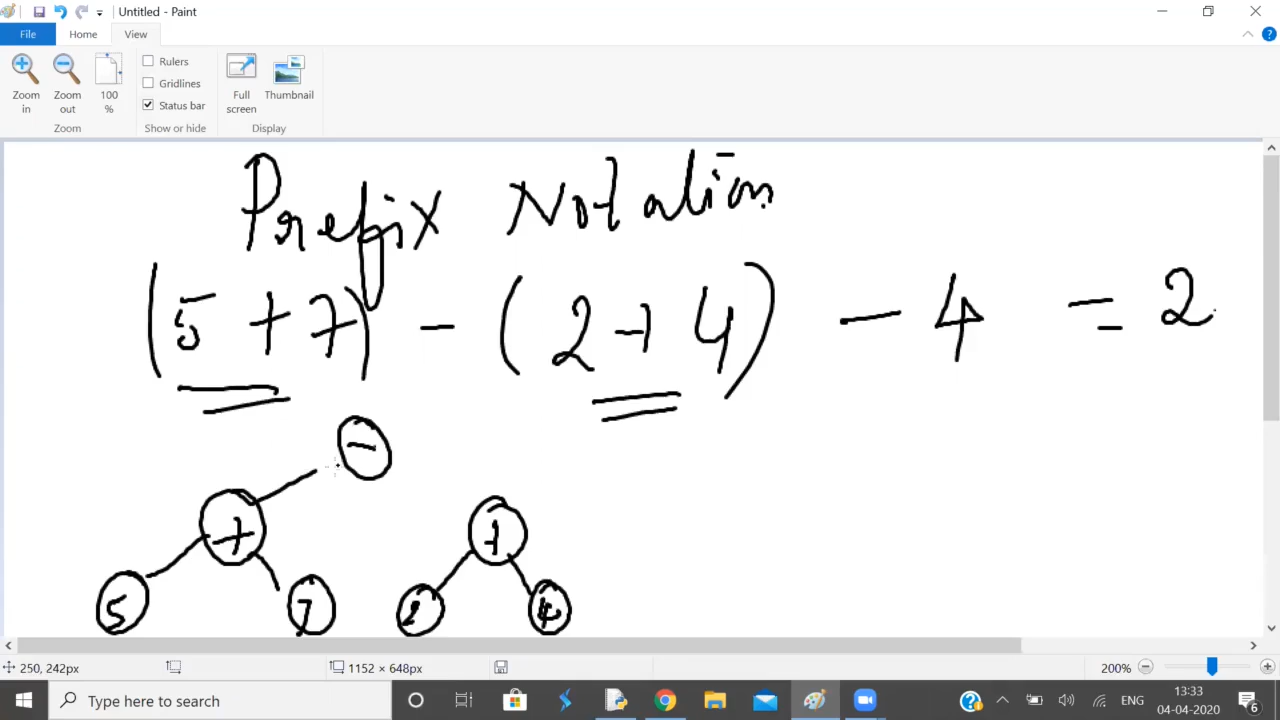 Untitled - Paint
File Home View
Zoom in
Zoom out
100 %
Rulers
Gridlines
Status bar
Full screen
Thumbnail
Zoom
Show or hide
Display
Prefix Notation
(5 + 7) - (2 + 4) - 4 = 2
-
+ +
5 7 2 4
250, 242px
1152 × 648px
200%
Type here to search
ENG
13:33
04-04-2020
6